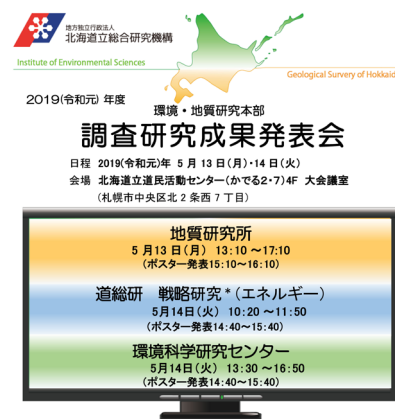 地方独立行政法人
北海道立総合研究機構
Institute of Environmental Sciences
Geological Survery of Hokkaid
2019(令和元)年度
環境・地質研究本部
調査研究成果発表会
日程 2019(令和元)年 5月13日(月)・14日(火)
会場 北海道立道民活動センター(かでる2・7)4F 大会議室
(札幌市中央区北2条西7丁目)
地質研究所
5月13日(月) 13:10~17:10
(ポスター発表15:10~16:10)
道総研 戦略研究*(エネルギー)
5月14日(火) 10:20~11:50
(ポスター発表14:40~15:40)
環境科学研究センター
5月14日(火) 13:30~16:50
(ポスター発表14:40~15:40)